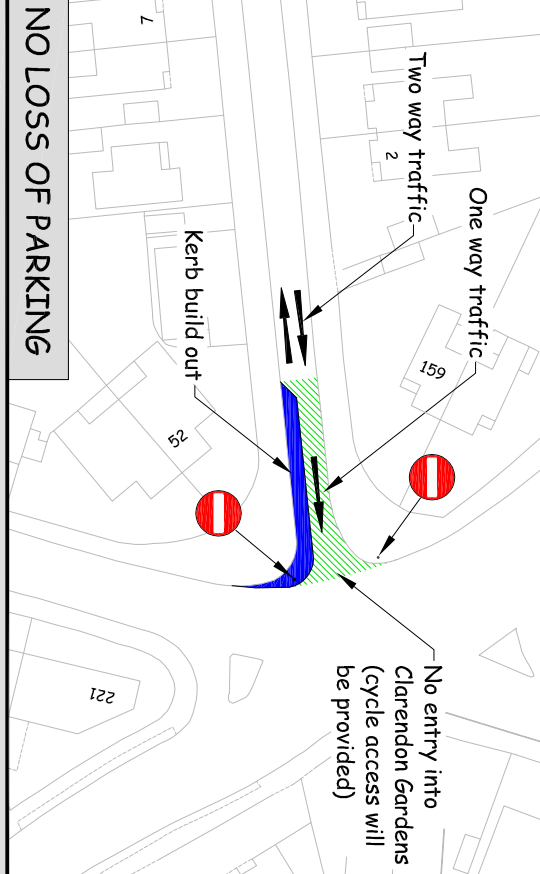 NO LOSS OF PARKING
Two way traffic
One way traffic
Kerb build out
No entry into
Clarendon Gardens
(cycle access will
be provided)
7
2
159
52
221